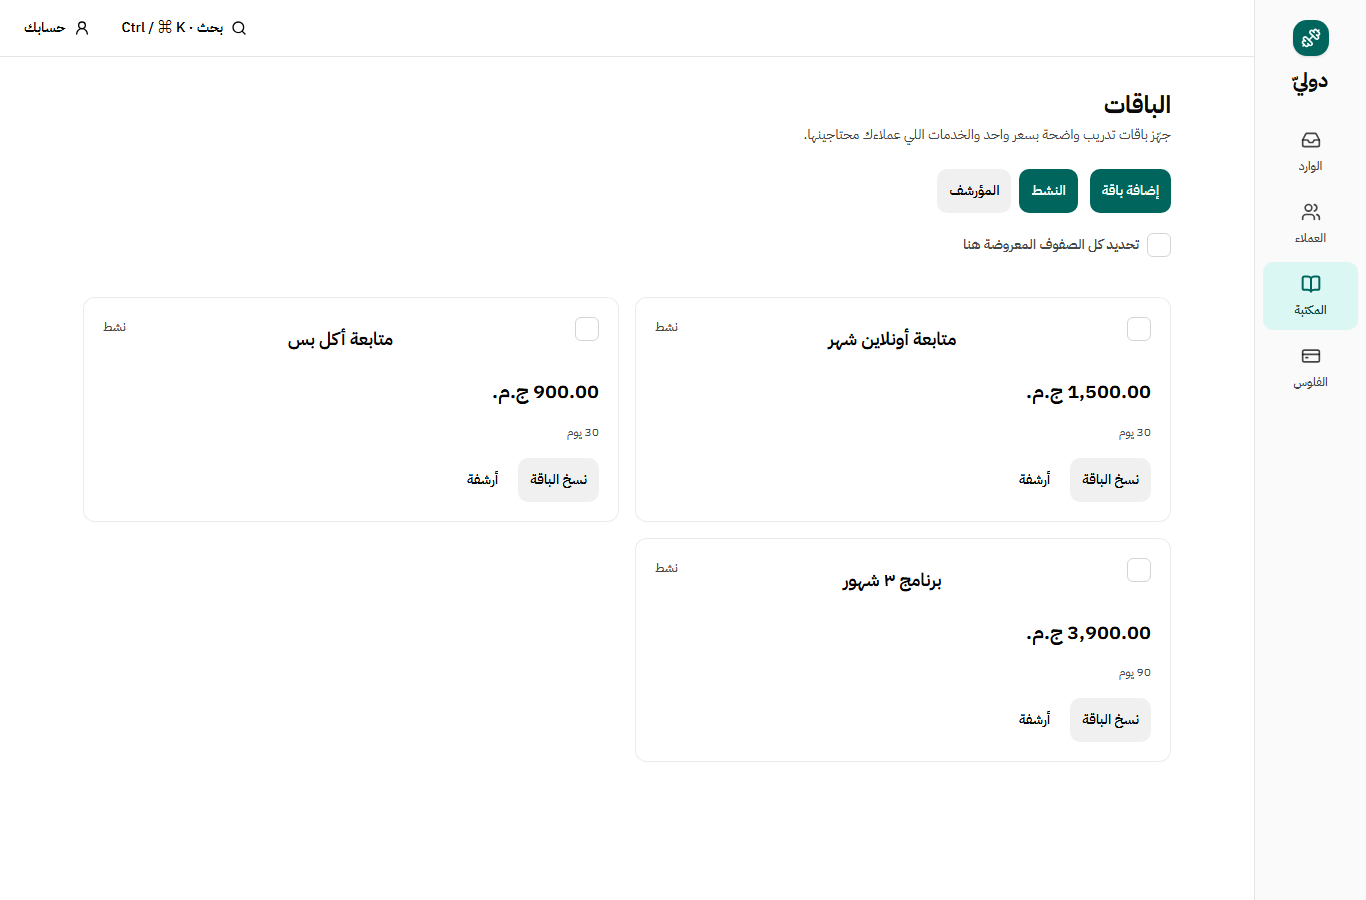 دوليّ
الوارد
العملاء
المكتبة
الفلوس
بحث · Ctrl / ⌘ K
حسابك
الباقات
جهّز باقات تدريب واضحة بسعر واحد والخدمات اللي عملاءك محتاجينها.
إضافة باقة
النشط
المؤرشف
تحديد كل الصفوف المعروضة هنا
متابعة أونلاين شهر
نشط
1,500.00 ج.م.
30 يوم
نسخ الباقة
أرشفة
متابعة أكل بس
نشط
900.00 ج.م.
30 يوم
نسخ الباقة
أرشفة
برنامج ٣ شهور
نشط
3,900.00 ج.م.
90 يوم
نسخ الباقة
أرشفة